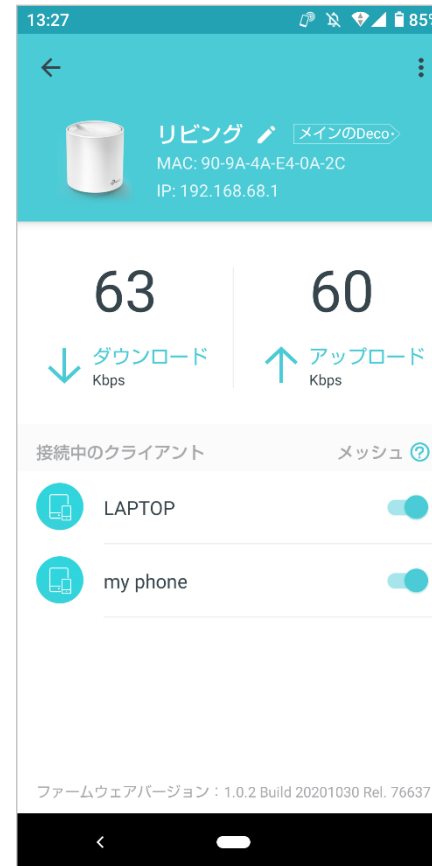 13:27
85%
リビング
メインのDeco
MAC: 90-9A-4A-E4-0A-2C
IP: 192.168.68.1
63
60
ダウンロード
アップロード
Kbps
Kbps
接続中のクライアント
メッシュ
LAPTOP
my phone
ファームウェアバージョン：1.0.2 Build 20201030 Rel. 76637